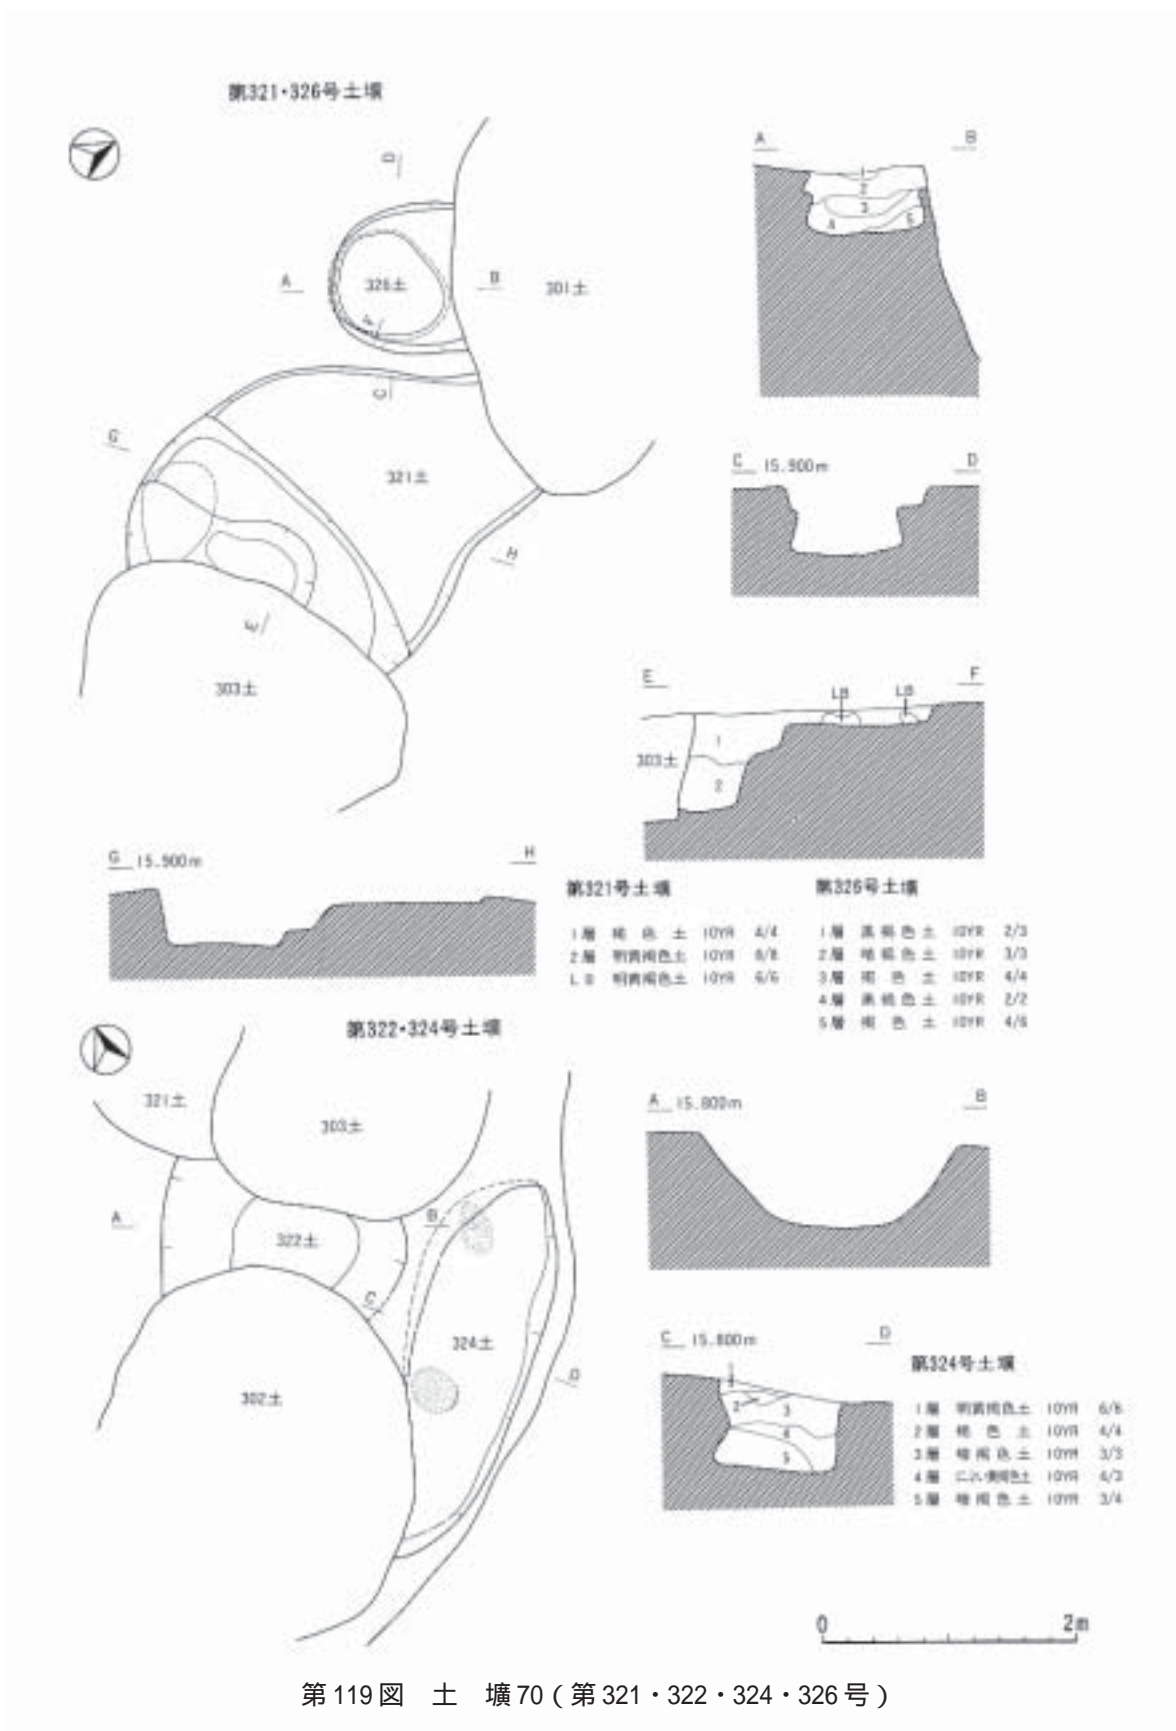 第321・326号土壙
D
A
B
326土
F
301土
C
G
321土
H
E
303土
A B
1
2
3
4 5
C 15.900m D
E F
LB LB
1
303土
2
G 15.900m H
第321号土壙
1層 褐色土 10YR 4/4
2層 明黄褐色土 10YR
LB 明黄褐色土 10YR 6/6
第326号土壙
1層 黒褐色土 10YR 2/3
2層 暗褐色土 10YR 3/3
3層 褐色土 10YR 4/4
4層 黒褐色土 10YR 2/2
5層 褐色土 10YR 4/6
第322・324号土壙
321土
303土
A
B
322土
C
324土
D
302土
A 15.800m B
C 15.800m D
1
2 3
4
5
第324号土壙
1層 明黄褐色土 10YR 6/6
2層 褐色土 10YR 4/4
3層 暗褐色土 10YR 3/3
4層 10YR
5層 暗褐色土 10YR 3/4
0 2m
第119図 土 壙70(第321・322・324・326号)